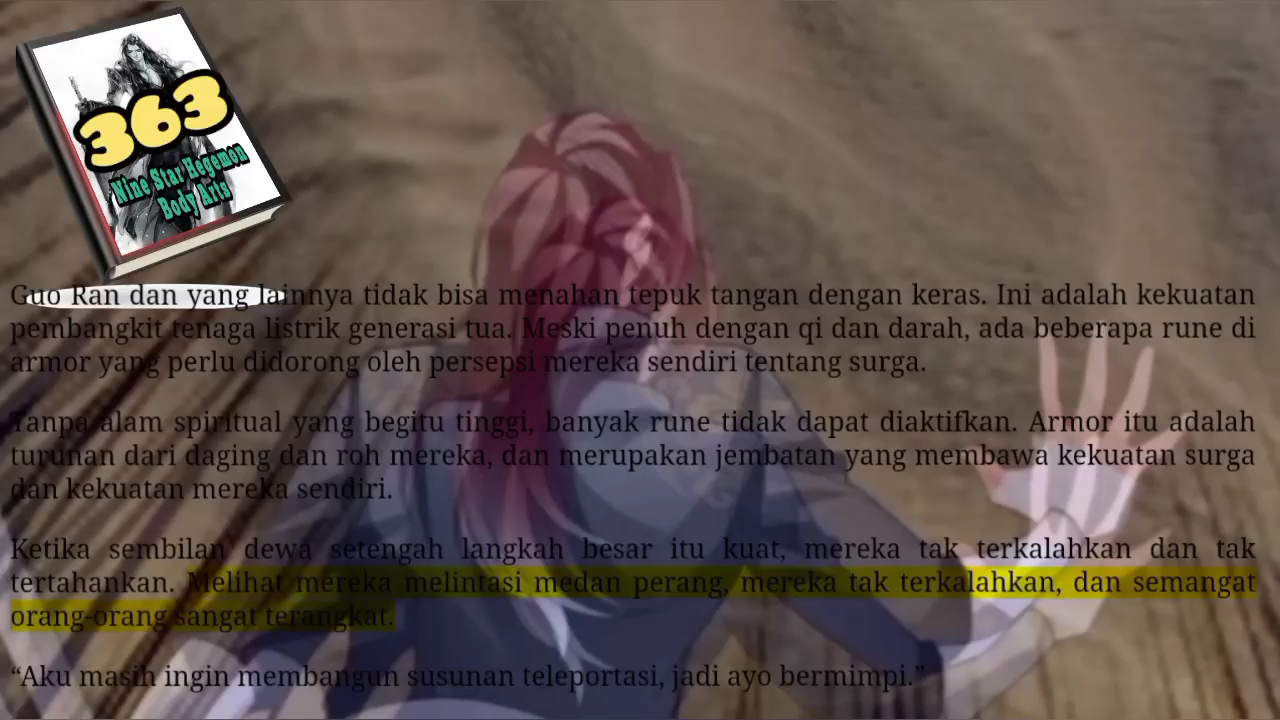 363
Nine Star Hegemon
Body Arts
Guo Ran dan yang lainnya tidak bisa menahan tepuk tangan dengan keras. Ini adalah kekuatan
pembangkit tenaga listrik generasi tua. Meski penuh dengan qi dan darah, ada beberapa rune di
armor yang perlu didorong oleh persepsi mereka sendiri tentang surga.
Tanpa alam spiritual yang begitu tinggi, banyak rune tidak dapat diaktifkan. Armor itu adalah
turunan dari daging dan roh mereka, dan merupakan jembatan yang membawa kekuatan surga
dan kekuatan mereka sendiri.
Ketika sembilan dewa setengah langkah besar itu kuat, mereka tak terkalahkan dan tak
tertahankan. Melihat mereka melintasi medan perang, mereka tak terkalahkan, dan semangat
orang-orang sangat terangkat.
“Aku masih ingin membangun susunan teleportasi, jadi ayo bermimpi.”